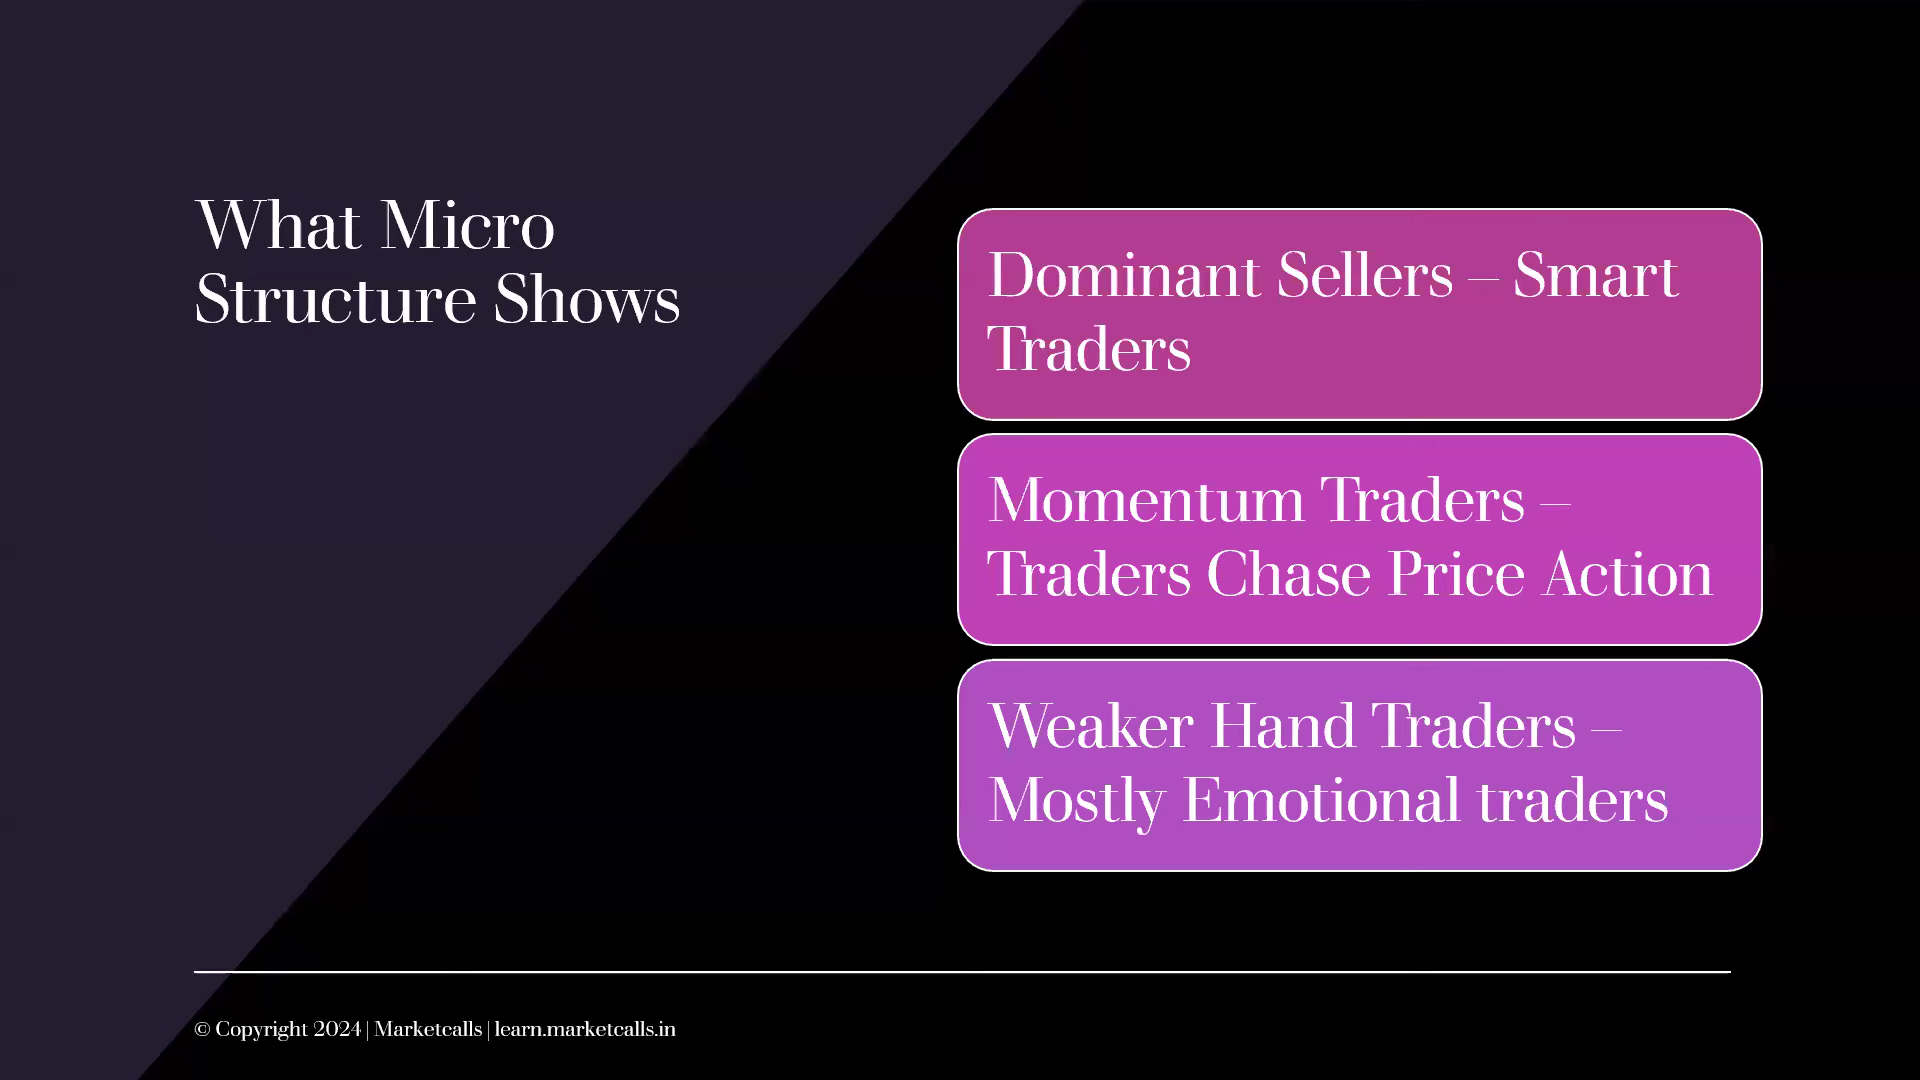 What Micro
Structure Shows
Dominant Sellers – Smart
Traders
Momentum Traders –
Traders Chase Price Action
Weaker Hand Traders –
Mostly Emotional traders
© Copyright 2024 | Marketcalls | learn.marketcalls.in